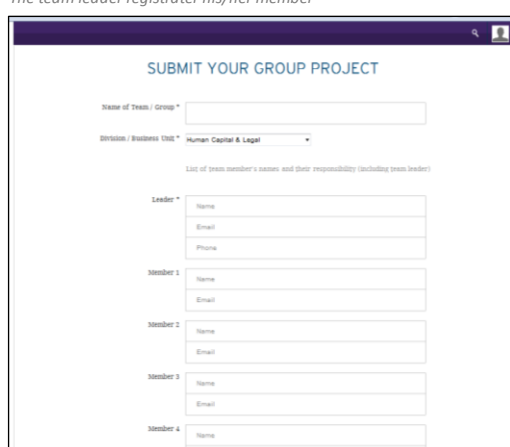 The team leader registrater his/her member
SUBMIT YOUR GROUP PROJECT
Name of Team / Group *
Division / Business Unit * Human Capital & Legal
List of team member's names and their responsibility (including team leader)
Leader * Name
Email
Phone
Member 1 Name
Email
Member 2 Name
Email
Member 3 Name
Email
Member 4 Name